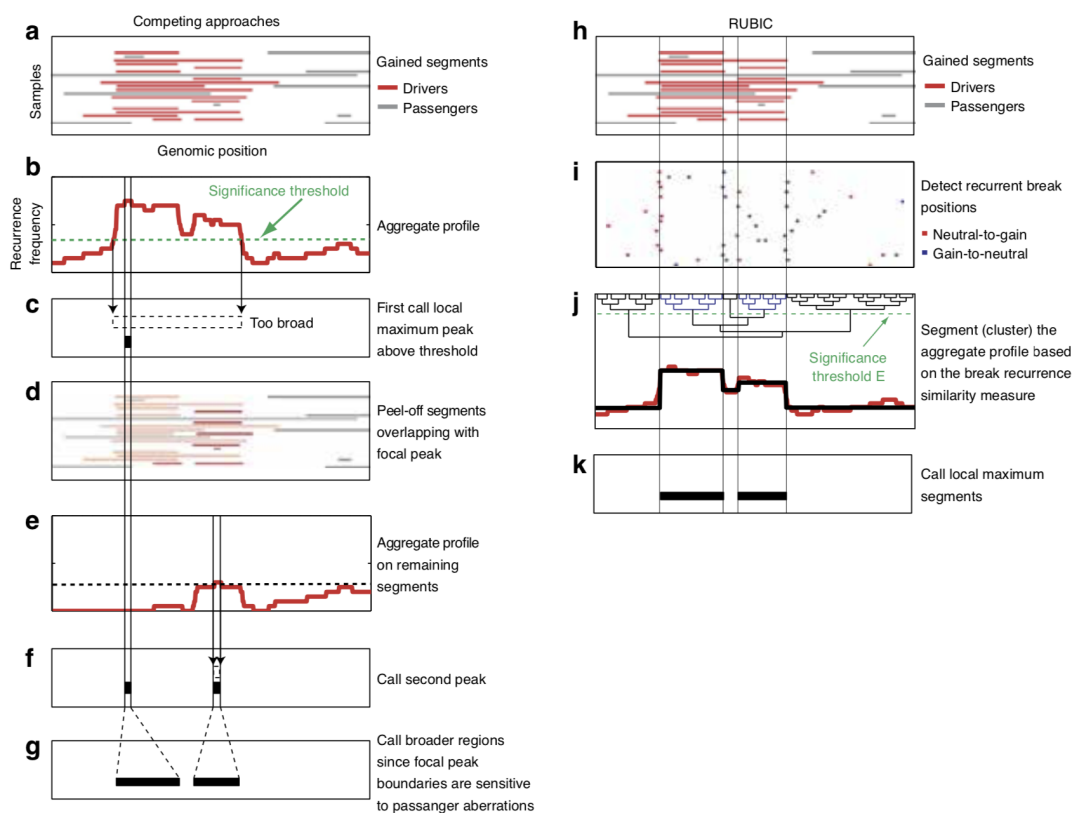 Competing approaches
a
Samples
Gained segments
Drivers
Passengers
Genomic position
b
Recurrence
frequency
Significance threshold
Aggregate profile
c
Too broad
First call local
maximum peak
above threshold
d
Peel-off segments
overlapping with
focal peak
e
Aggregate profile
on remaining
segments
f
Call second peak
g
Call broader regions
since focal peak
boundaries are sensitive
to passanger aberrations
RUBIC
h
Gained segments
Drivers
Passengers
i
Detect recurrent break
positions
Neutral-to-gain
Gain-to-neutral
j
Significance
threshold E
Segment (cluster) the
aggregate profile based
on the break recurrence
similarity measure
k
Call local maximum
segments